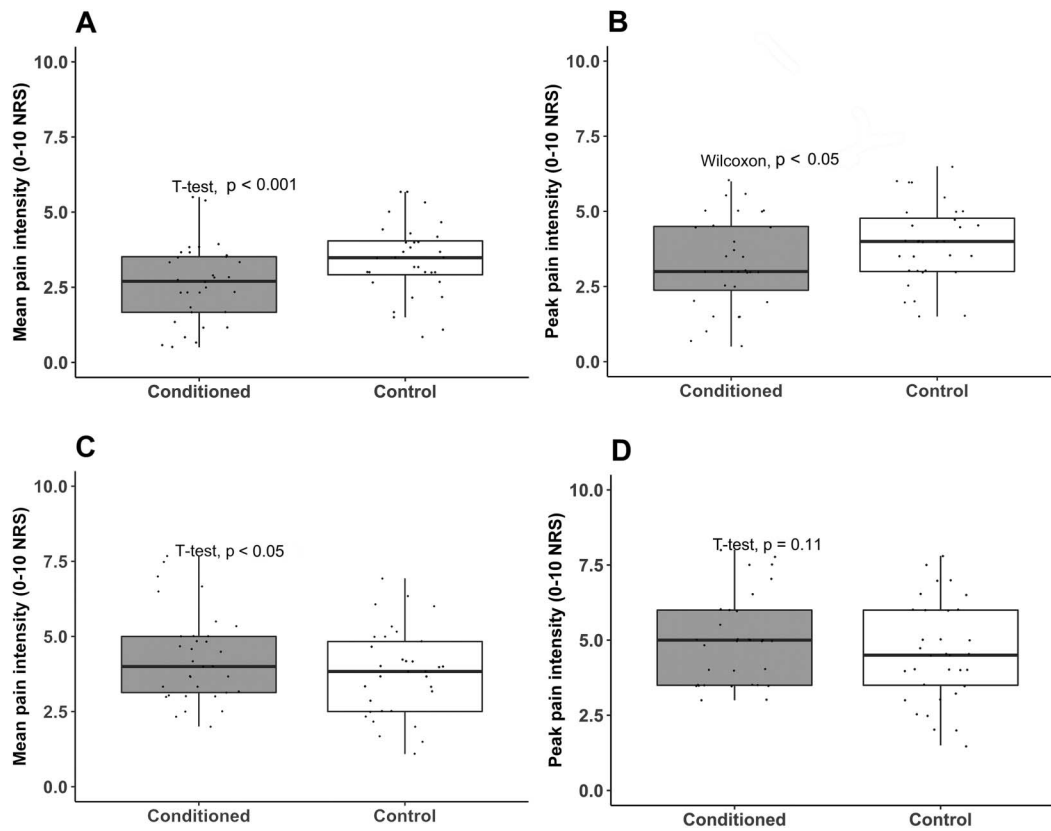 A
Mean pain intensity (0-10 NRS)
10.0
7.5
5.0
2.5
0.0
T-test, p < 0.001
Conditioned
Control
B
Peak pain intensity (0-10 NRS)
10.0
7.5
5.0
2.5
0.0
Wilcoxon, p < 0.05
Conditioned
Control
C
Mean pain intensity (0-10 NRS)
10.0
7.5
5.0
2.5
0.0
T-test, p < 0.05
Conditioned
Control
D
Peak pain intensity (0-10 NRS)
10.0
7.5
5.0
2.5
0.0
T-test, p = 0.11
Conditioned
Control